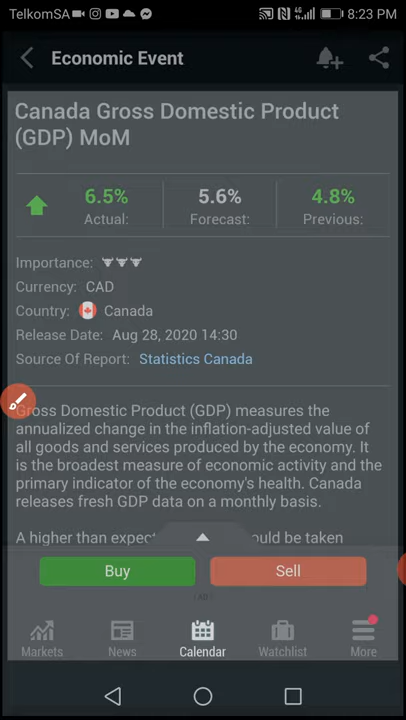 TelkomSA
8:23 PM
Economic Event
Canada Gross Domestic Product
(GDP) MoM
6.5% 5.6% 4.8%
Actual: Forecast: Previous:
Importance:
Currency: CAD
Country: Canada
Release Date: Aug 28, 2020 14:30
Source Of Report: Statistics Canada
Gross Domestic Product (GDP) measures the
annualized change in the inflation-adjusted value of
all goods and services produced by the economy. It
is the broadest measure of economic activity and the
primary indicator of the economy's health. Canada
releases fresh GDP data on a monthly basis.
A higher than ould be taken
Buy Sell
Markets News Calendar Watchlist More